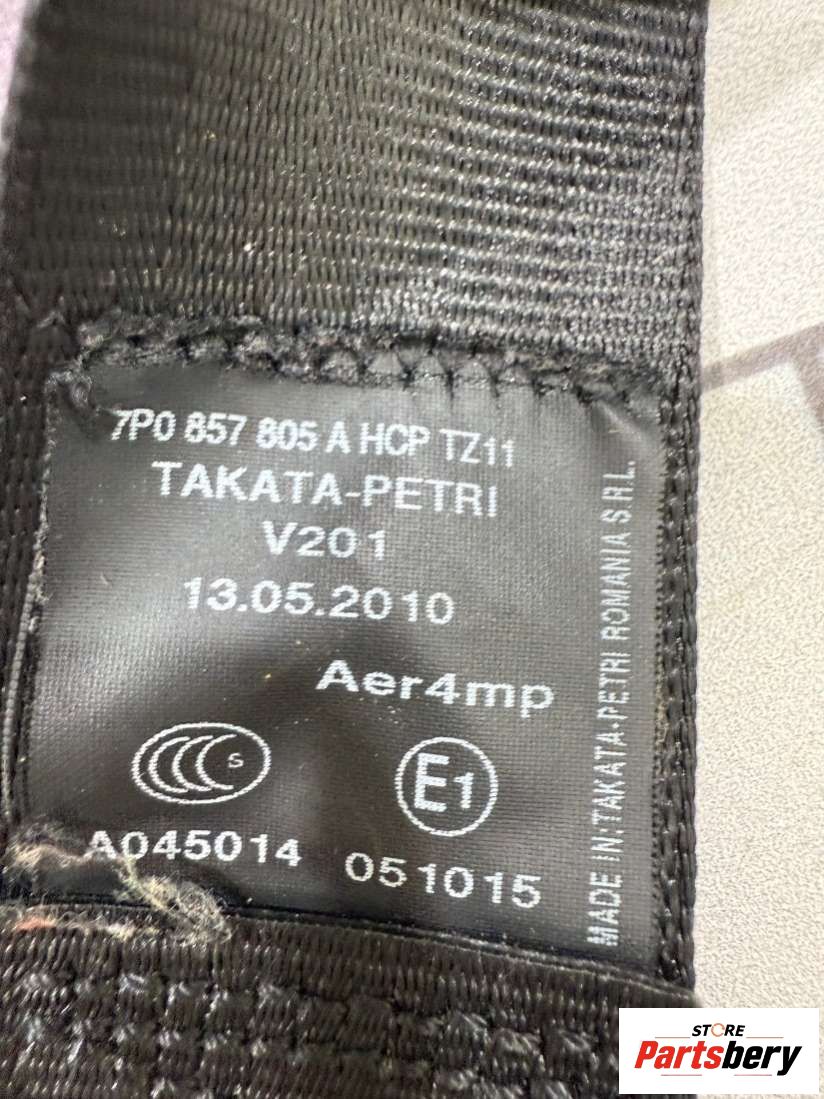 7P0 857 805 A HCP TZ11
TAKATA-PETRI
V201
13.05.2010
Aer4mp
CCC S
E1
A045014
051015
MADE IN:TAKATA-PETRI ROMANIA S.R.L.
STORE
Partsbery